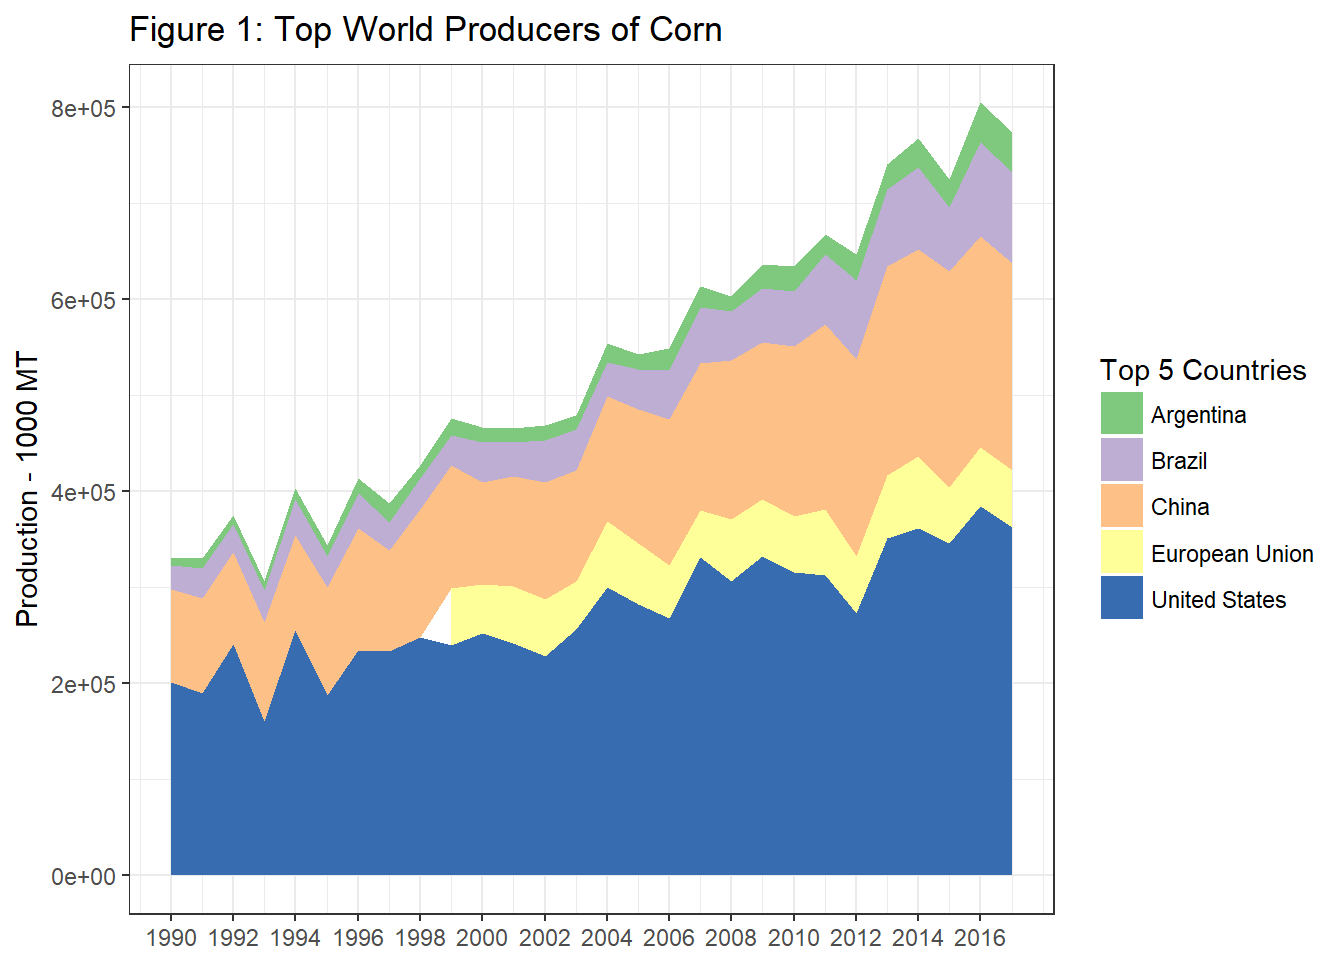 Figure 1: Top World Producers of Corn
Production - 1000 MT
8e+05
6e+05
4e+05
2e+05
0e+00
1990 1992 1994 1996 1998 2000 2002 2004 2006 2008 2010 2012 2014 2016
Top 5 Countries
Argentina
Brazil
China
European Union
United States